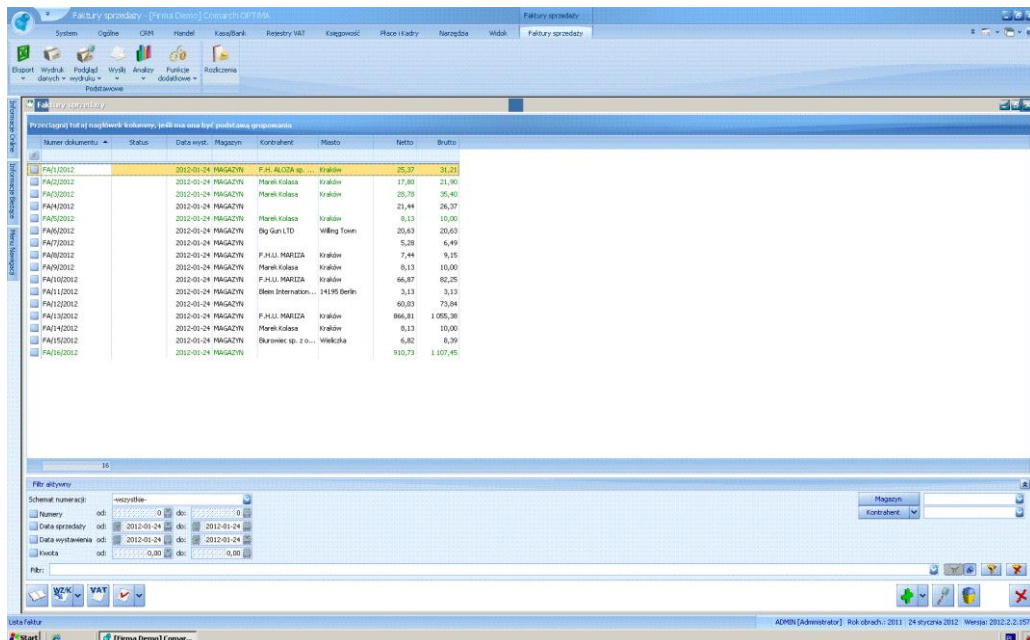 Faktury sprzedaży - [Firma Demo] Comarch OPT!MA Faktury sprzedaży
System Ogólne CRM Handel Kasa/Bank Rejestry VAT Księgowość Płace i Kadry Narzędzia Widok Faktury sprzedaży
Eksport danych Wydruk danych Podgląd wydruku Wyślij Analizy Funkcje dodatkowe Rozliczenia
Podstawowe
Informacje Online
Informacje Bieżące
Menu Nawigacji
Faktury sprzedaży
Przeciągnij tutaj nagłówek kolumny, jeśli ma ona być podstawą grupowania
Numer dokumentu Status Data wyst. Magazyn Kontrahent Miasto Netto Brutto
FA/1/2012 2012-01-24 MAGAZYN F.H. ALOZA sp. ... Kraków 25,37 31,21
FA/2/2012 2012-01-24 MAGAZYN Marek Kolasa Kraków 17,80 21,90
FA/3/2012 2012-01-24 MAGAZYN Marek Kolasa Kraków 28,78 35,40
FA/4/2012 2012-01-24 MAGAZYN 21,44 26,37
FA/5/2012 2012-01-24 MAGAZYN Marek Kolasa Kraków 8,13 10,00
FA/6/2012 2012-01-24 MAGAZYN Big Gun LTD Willing Town 20,63 20,63
FA/7/2012 2012-01-24 MAGAZYN 5,28 6,49
FA/8/2012 2012-01-24 MAGAZYN F.H.U. MARIZA Kraków 7,44 9,15
FA/9/2012 2012-01-24 MAGAZYN Marek Kolasa Kraków 8,13 10,00
FA/10/2012 2012-01-24 MAGAZYN F.H.U. MARIZA Kraków 66,87 82,25
FA/11/2012 2012-01-24 MAGAZYN Bleim Internation... 14195 Berlin 3,13 3,13
FA/12/2012 2012-01-24 MAGAZYN 60,03 73,84
FA/13/2012 2012-01-24 MAGAZYN F.H.U. MARIZA Kraków 866,81 1 055,38
FA/14/2012 2012-01-24 MAGAZYN Marek Kolasa Kraków 8,13 10,00
FA/15/2012 2012-01-24 MAGAZYN Biurowiec sp. z o... Wieliczka 6,82 8,39
FA/16/2012 2012-01-24 MAGAZYN 910,73 1 107,45
16
Filtr aktywny
Schemat numeracji: -wszystkie- Magazyn
Numery od: 0 do: 0 Kontrahent
Data sprzedaży od: 2012-01-24 do: 2012-01-24
Data wystawienia od: 2012-01-24 do: 2012-01-24
Kwota od: 0,00 do: 0,00
Filtr:
WZ/K VAT
Lista faktur ADMIN [Administrator] Rok obrach.: 2011 24 stycznia 2012 Wersja: 2012.2.2.157
Start [Firma Demo] Comar... PL